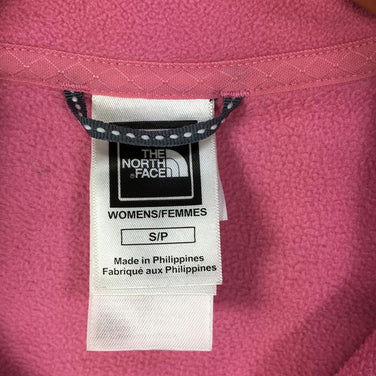 THE
NORTH
FACE
WOMENS/FEMMES
S/P
Made in Philippines
Fabriqué aux Philippines